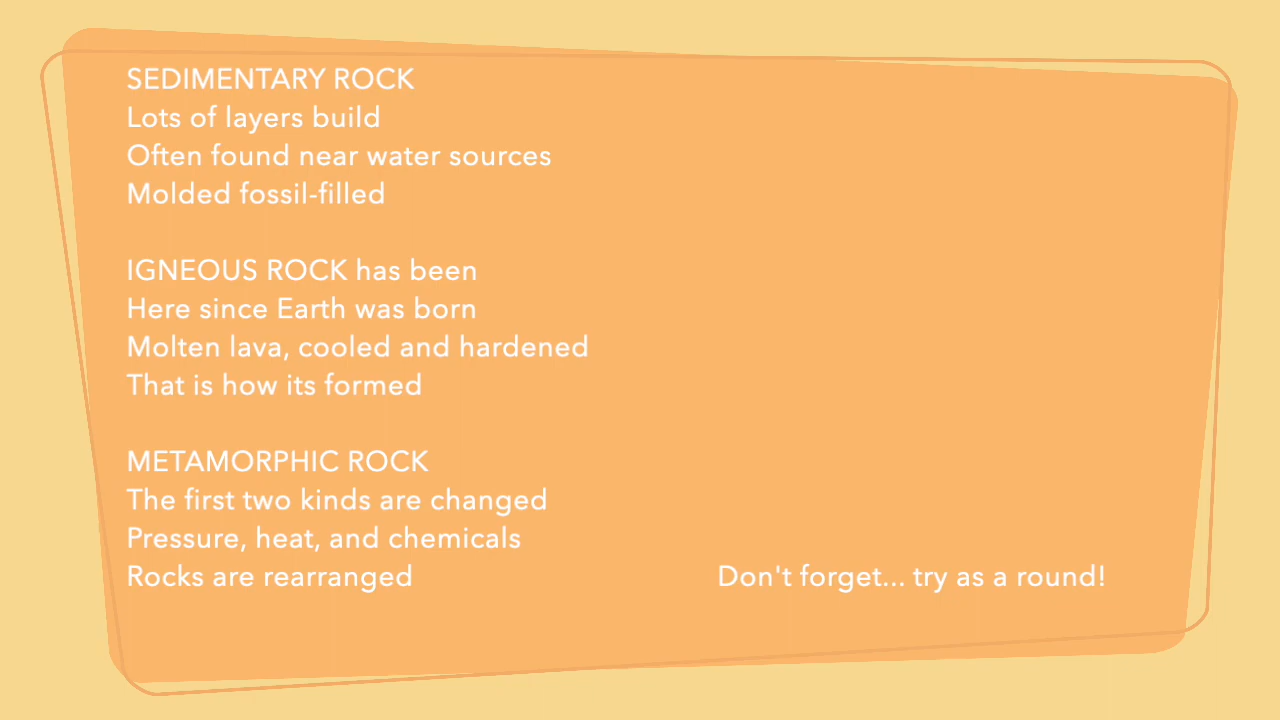 SEDIMENTARY ROCK
Lots of layers build
Often found near water sources
Molded fossil-filled
IGNEOUS ROCK has been
Here since Earth was born
Molten lava, cooled and hardened
That is how its formed
METAMORPHIC ROCK
The first two kinds are changed
Pressure, heat, and chemicals
Rocks are rearranged
Don't forget... try as a round!